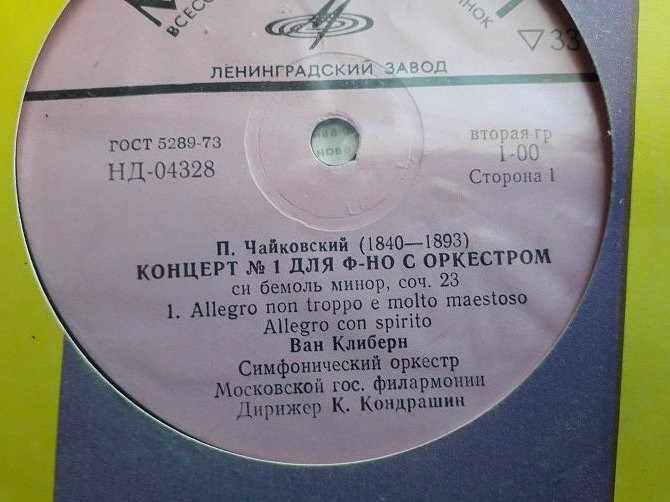 ЛЕНИНГРАДСКИЙ ЗАВОД
▽ 33
ГОСТ 5289-73
НД-04328
вторая гр
1-00
Сторона 1
П. Чайковский (1840—1893)
КОНЦЕРТ № 1 ДЛЯ Ф-НО С ОРКЕСТРОМ
си бемоль минор, соч. 23
1. Allegro non troppo e molto maestoso
Allegro con spirito
Ван Клиберн
Симфонический оркестр
Московской гос. филармонии
Дирижер К. Кондрашин